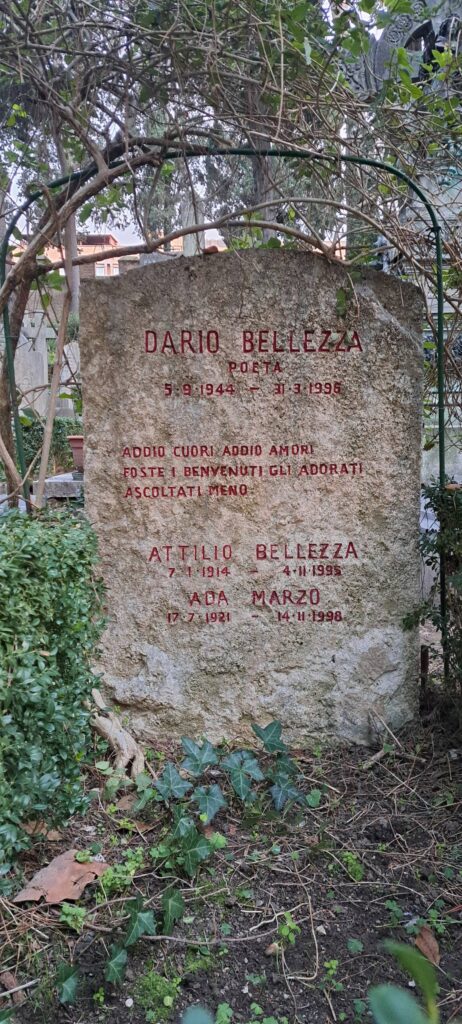 DARIO BELLEZZA
POETA
5·9·1944 – 31·3·1996
ADDIO CUORI ADDIO AMORI
FOSTE I BENVENUTI GLI ADORATI
ASCOLTATI MENO
ATTILIO BELLEZZA
7·1·1914 – 4·11·1995
ADA MARZO
17·7·1921 – 14·11·1998